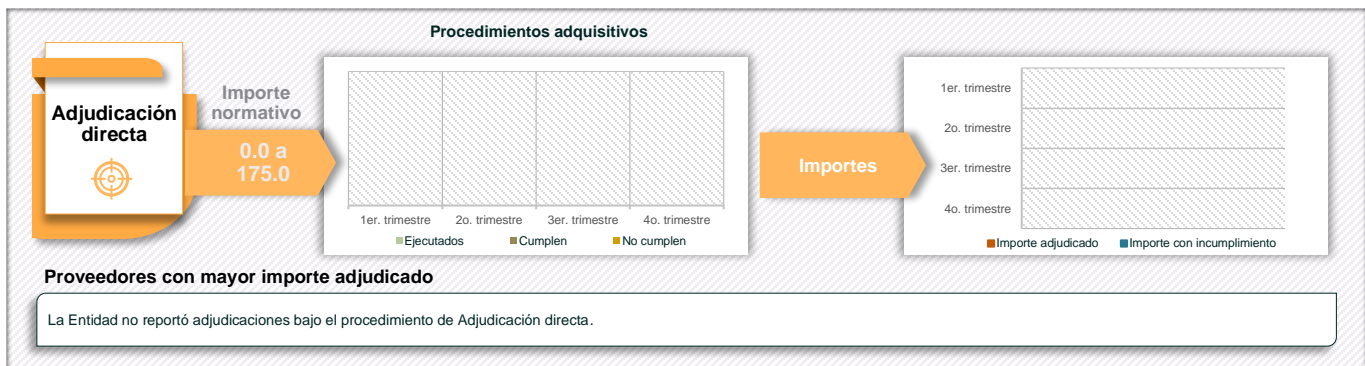 Procedimientos adquisitivos
Adjudicación
directa
Importe
normativo
0.0 a
175.0
1er. trimestre
2o. trimestre
3er. trimestre
4o. trimestre
Ejecutados
Cumplen
No cumplen
Importes
1er. trimestre
2o. trimestre
3er. trimestre
4o. trimestre
Importe adjudicado
Importe con incumplimiento
Proveedores con mayor importe adjudicado
La Entidad no reportó adjudicaciones bajo el procedimiento de Adjudicación directa.